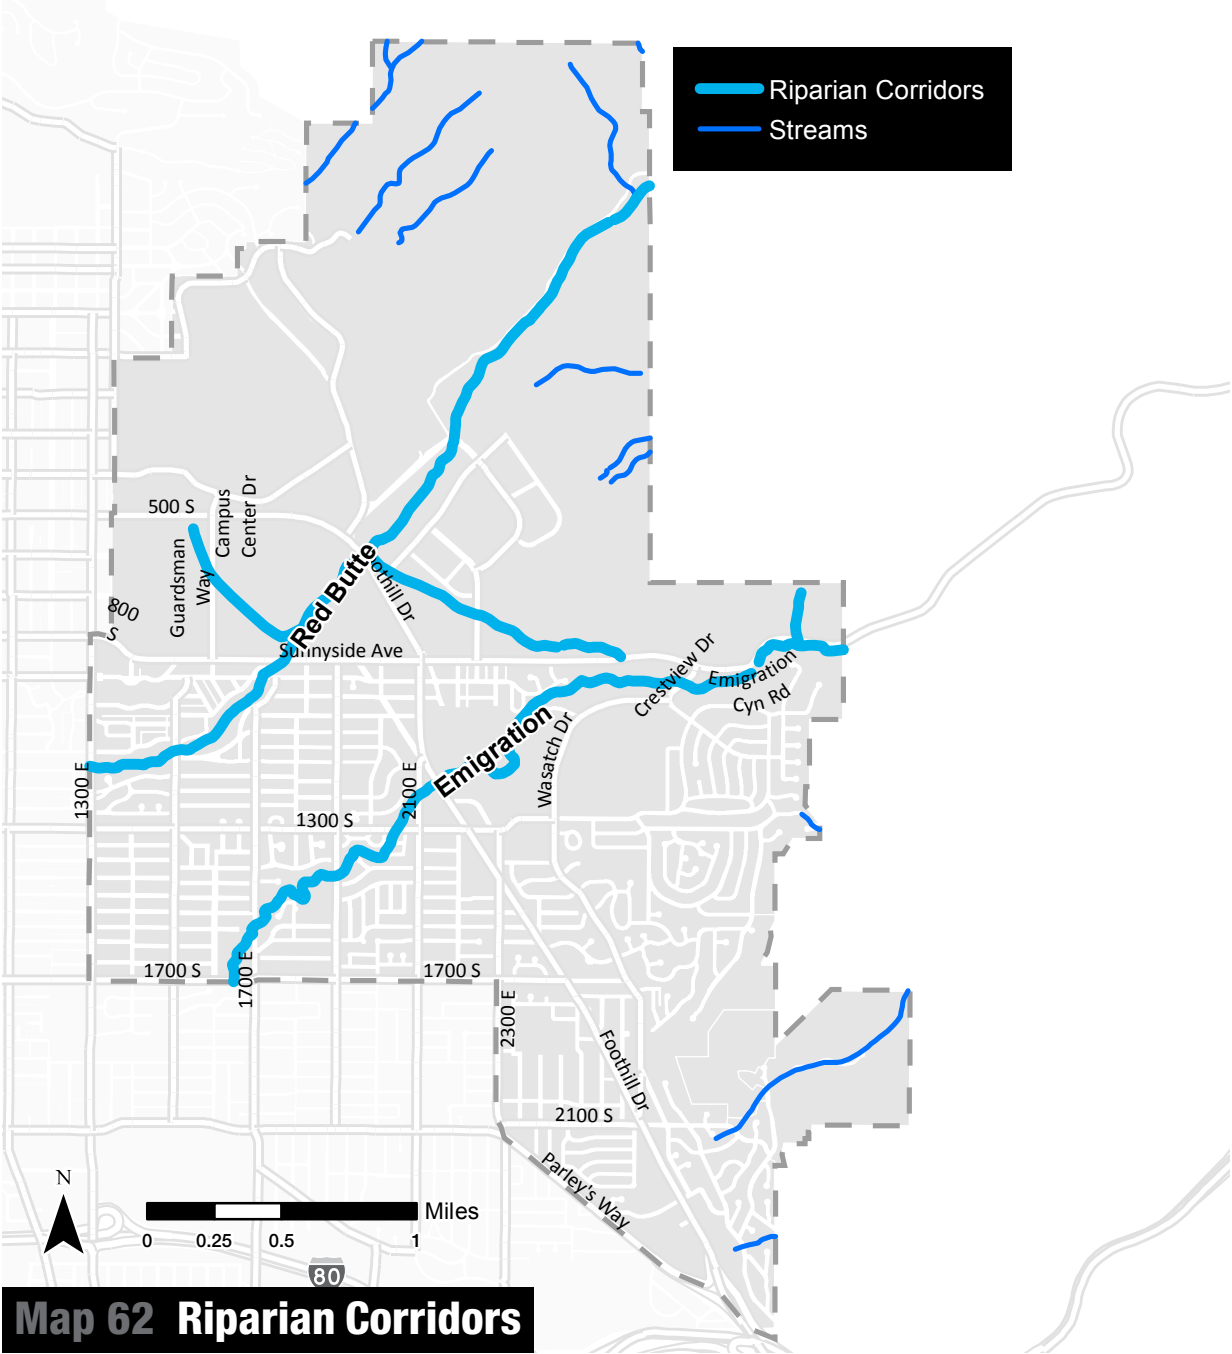 Riparian Corridors
Streams
500 S
Campus
Center Dr
Guardsman
Way
800
S
Red Butte
othill Dr
Sunnyside Ave
Crestview Dr
Emigration
Cyn Rd
Emigration
Wasatch Dr
1300 E
2100 E
1300 S
1700 S
1700 E
1700 S
2300 E
Foothill Dr
2100 S
Parley's Way
N
Miles
0 0.25 0.5 1
80
Map 62 Riparian Corridors